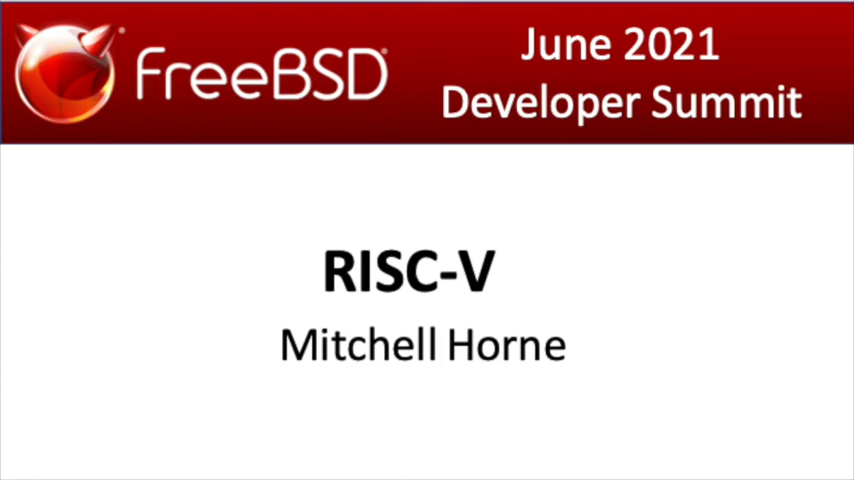 FreeBSD
June 2021
Developer Summit
RISC-V
Mitchell Horne